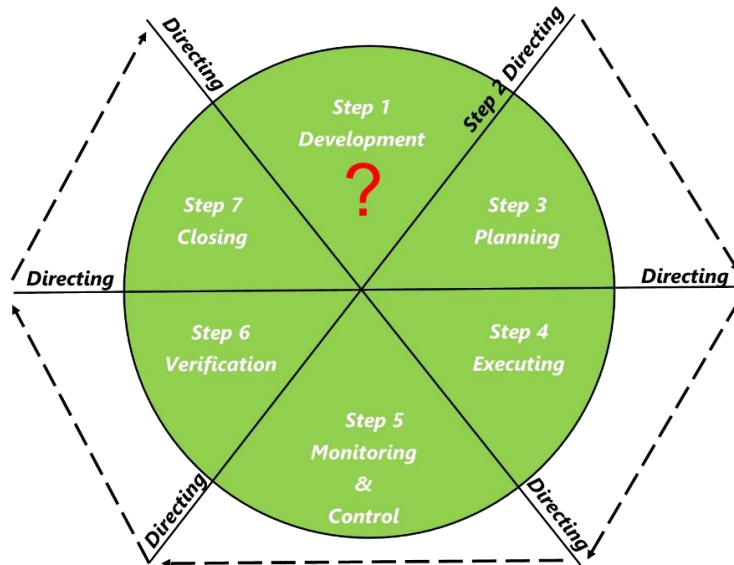 Directing
Step 2 Directing
Step 1
Development
?
Step 7
Closing
Step 3
Planning
Directing
Directing
Step 6
Verification
Step 4
Executing
Step 5
Monitoring
&
Control
Directing
Directing